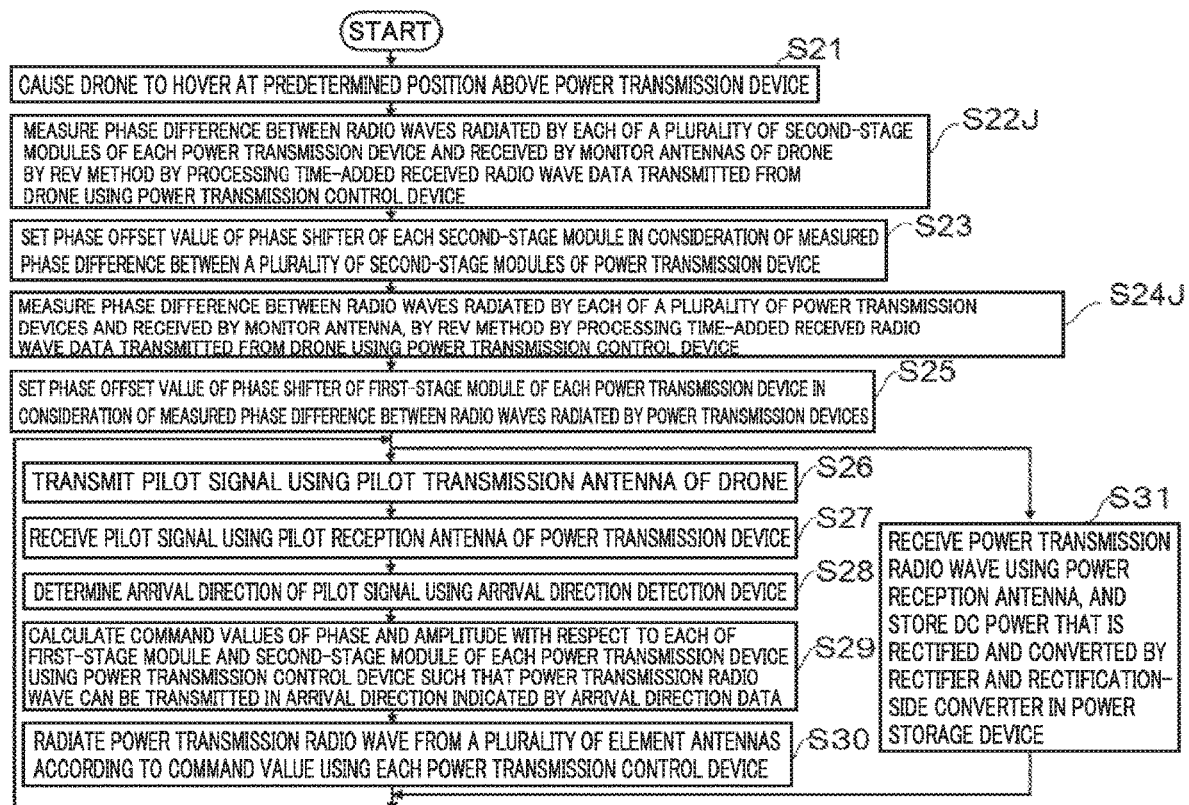 START
S21
CAUSE DRONE TO HOVER AT PREDETERMINED POSITION ABOVE POWER TRANSMISSION DEVICE
S22J
MEASURE PHASE DIFFERENCE BETWEEN RADIO WAVES RADIATED BY EACH OF A PLURALITY OF SECOND-STAGE
MODULES OF EACH POWER TRANSMISSION DEVICE AND RECEIVED BY MONITOR ANTENNAS OF DRONE
BY REV METHOD BY PROCESSING TIME-ADDED RECEIVED RADIO WAVE DATA TRANSMITTED FROM
DRONE USING POWER TRANSMISSION CONTROL DEVICE
S23
SET PHASE OFFSET VALUE OF PHASE SHIFTER OF EACH SECOND-STAGE MODULE IN CONSIDERATION OF MEASURED
PHASE DIFFERENCE BETWEEN A PLURALITY OF SECOND-STAGE MODULES OF POWER TRANSMISSION DEVICE
S24J
MEASURE PHASE DIFFERENCE BETWEEN RADIO WAVES RADIATED BY EACH OF A PLURALITY OF POWER TRANSMISSION
DEVICES AND RECEIVED BY MONITOR ANTENNA, BY REV METHOD BY PROCESSING TIME-ADDED RECEIVED RADIO
WAVE DATA TRANSMITTED FROM DRONE USING POWER TRANSMISSION CONTROL DEVICE
S25
SET PHASE OFFSET VALUE OF PHASE SHIFTER OF FIRST-STAGE MODULE OF EACH POWER TRANSMISSION DEVICE IN
CONSIDERATION OF MEASURED PHASE DIFFERENCE BETWEEN RADIO WAVES RADIATED BY POWER TRANSMISSION DEVICES
S26
TRANSMIT PILOT SIGNAL USING PILOT TRANSMISSION ANTENNA OF DRONE
S27
RECEIVE PILOT SIGNAL USING PILOT RECEPTION ANTENNA OF POWER TRANSMISSION DEVICE
S28
DETERMINE ARRIVAL DIRECTION OF PILOT SIGNAL USING ARRIVAL DIRECTION DETECTION DEVICE
S29
CALCULATE COMMAND VALUES OF PHASE AND AMPLITUDE WITH RESPECT TO EACH OF
FIRST-STAGE MODULE AND SECOND-STAGE MODULE OF EACH POWER TRANSMISSION DEVICE
USING POWER TRANSMISSION CONTROL DEVICE SUCH THAT POWER TRANSMISSION RADIO
WAVE CAN BE TRANSMITTED IN ARRIVAL DIRECTION INDICATED BY ARRIVAL DIRECTION DATA
S30
RADIATE POWER TRANSMISSION RADIO WAVE FROM A PLURALITY OF ELEMENT ANTENNAS
ACCORDING TO COMMAND VALUE USING EACH POWER TRANSMISSION CONTROL DEVICE
S31
RECEIVE POWER TRANSMISSION
RADIO WAVE USING POWER
RECEPTION ANTENNA, AND
STORE DC POWER THAT IS
RECTIFIED AND CONVERTED BY
RECTIFIER AND RECTIFICATION-
SIDE CONVERTER IN POWER
STORAGE DEVICE